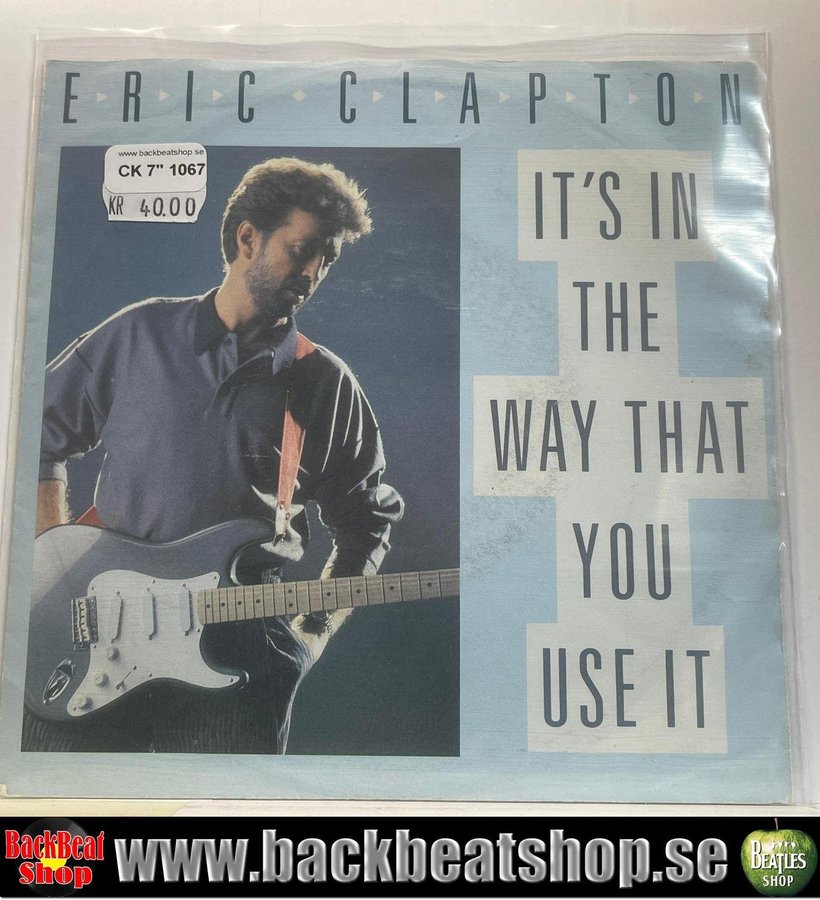 ERIC CLAPTON
www.backbeatshop.se
CK 7" 1067
KR 40.00
IT'S IN
THE
WAY THAT
YOU
USE IT
BackBeat
Shop
www.backbeatshop.se
BEATLES
SHOP